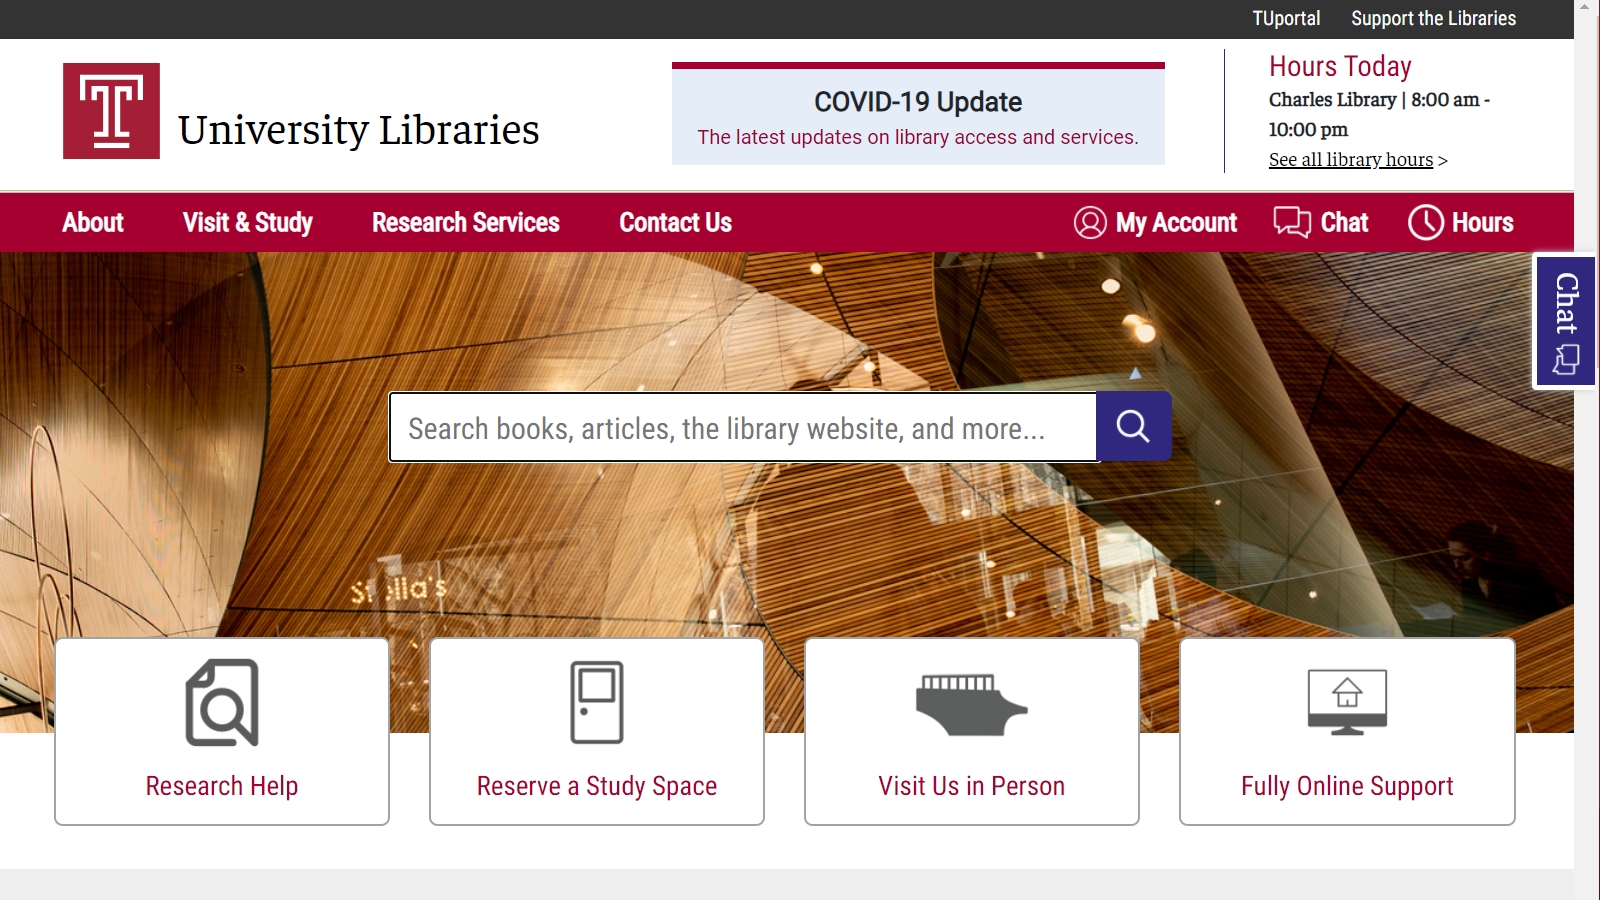 TUportal
Support the Libraries
University Libraries
COVID-19 Update
The latest updates on library access and services.
Hours Today
Charles Library | 8:00 am -
10:00 pm
See all library hours >
About
Visit & Study
Research Services
Contact Us
My Account
Chat
Hours
Chat
Search books, articles, the library website, and more...
Stella's
Research Help
Reserve a Study Space
Visit Us in Person
Fully Online Support